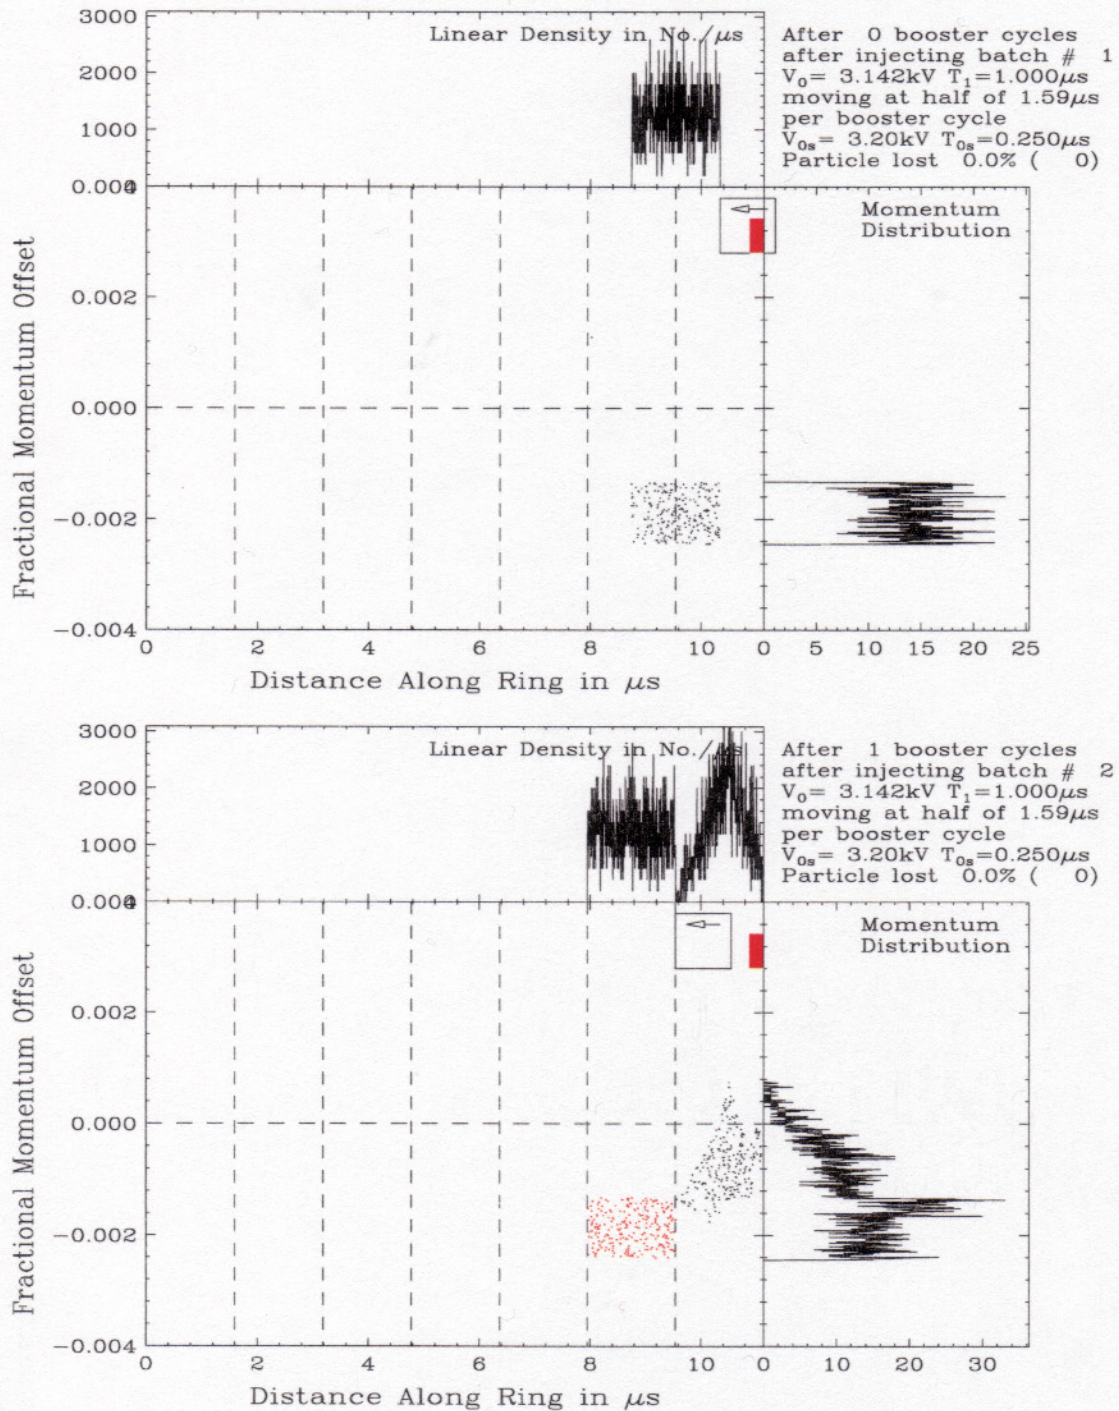 3000
2000
1000
0.000
Linear Density in No./μs
After 0 booster cycles
after injecting batch # 1
V₀= 3.142kV T₁=1.000μs
moving at half of 1.59μs
per booster cycle
V₀ₛ= 3.20kV T₀ₛ=0.250μs
Particle lost 0.0% ( 0)
Momentum
Distribution
Fractional Momentum Offset
0.002
0.000
−0.002
−0.004
0 2 4 6 8 10 0 5 10 15 20 25
Distance Along Ring in μs
3000
2000
1000
0.000
Linear Density in No./μs
After 1 booster cycles
after injecting batch # 2
V₀= 3.142kV T₁=1.000μs
moving at half of 1.59μs
per booster cycle
V₀ₛ= 3.20kV T₀ₛ=0.250μs
Particle lost 0.0% ( 0)
Momentum
Distribution
Fractional Momentum Offset
0.002
0.000
−0.002
−0.004
0 2 4 6 8 10 0 10 20 30
Distance Along Ring in μs